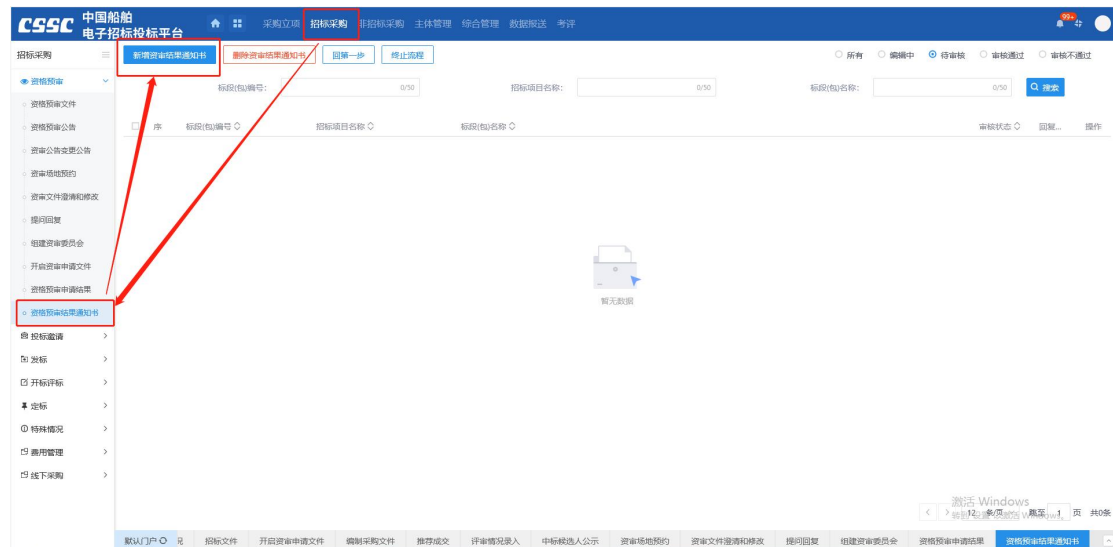 CSSC 中国船舶 电子招标投标平台 采购立项 招标采购 非招标采购 主体管理 综合管理 数据报送 考评 99+
招标采购 新增资审结果通知书 删除资审结果通知书 回第一步 终止流程 所有 编辑中 待审核 审核通过 审核不通过
资格预审
标段(包)编号: 0/50 招标项目名称: 0/50 标段(包)名称: 0/50 搜索
资格预审文件
资格预审公告
序 标段(包)编号 招标项目名称 标段(包)名称 审核状态 回复... 操作
资审公告变更公告
资审场地预约
资审文件澄清和修改
提问回复
组建资审委员会
开启资审申请文件
资格预审申请结果
资格预审结果通知书
暂无数据
投标邀请
发标
开标评标
定标
特殊情况
费用管理
线下采购
激活 Windows
12 条/页 跳至 1 页 共0条
默认门户 招标文件 开启资审申请文件 编制采购文件 推荐成交 评审情况录入 中标候选人公示 资审场地预约 资审文件澄清和修改 提问回复 组建资审委员会 资格预审申请结果 资格预审结果通知书